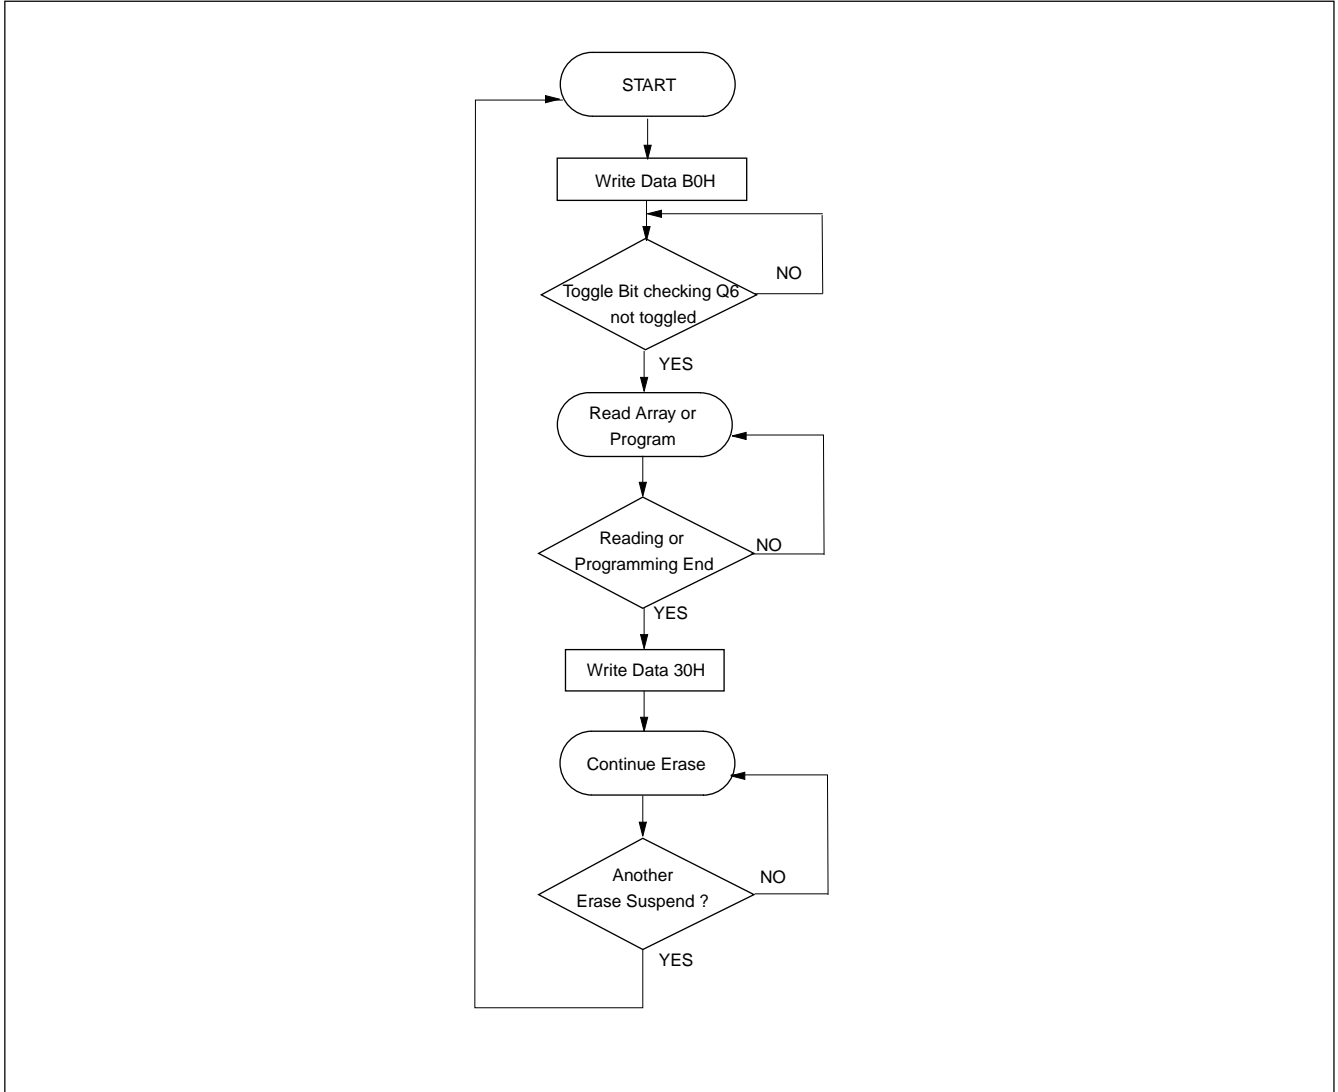 START
Write Data B0H
NO
Toggle Bit checking Q6
not toggled
YES
Read Array or
Program
Reading or
NO
Programming End
YES
Write Data 30H
Continue Erase
Another
NO
Erase Suspend ?
YES